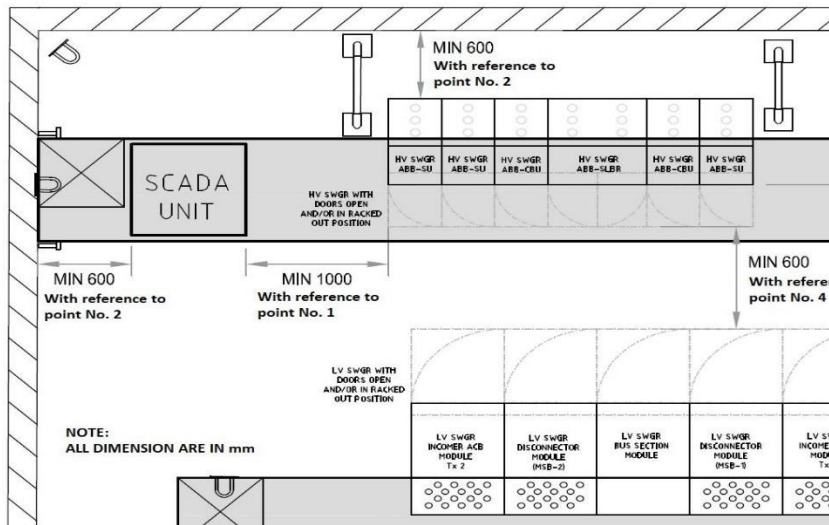 MIN 600
With reference to
point No. 2
HV SWGR
ABB-SU
HV SWGR
ABB-SU
HV SWGR
ABB-CBU
HV SWGR
ABB-SLBR
HV SWGR
ABB-CBU
HV SWGR
ABB-SU
SCADA
UNIT
HV SWGR WITH
DOORS OPEN
AND/OR IN RACKED
OUT POSITION
MIN 600
With reference to
point No. 2
MIN 1000
With reference to
point No. 1
MIN 600
With refere
point No. 4
LV SWGR WITH
DOORS OPEN
AND/OR IN RACKED
OUT POSITION
NOTE:
ALL DIMENSION ARE IN mm
LV SWGR
INCOMER ACB
MODULE
Tx 2
LV SWGR
DISCONNECTOR
MODULE
(MSB-2)
LV SWGR
BUS SECTION
MODULE
LV SWGR
DISCONNECTOR
MODULE
(MSB-1)
LV SW
INCOME
MOD
Tx